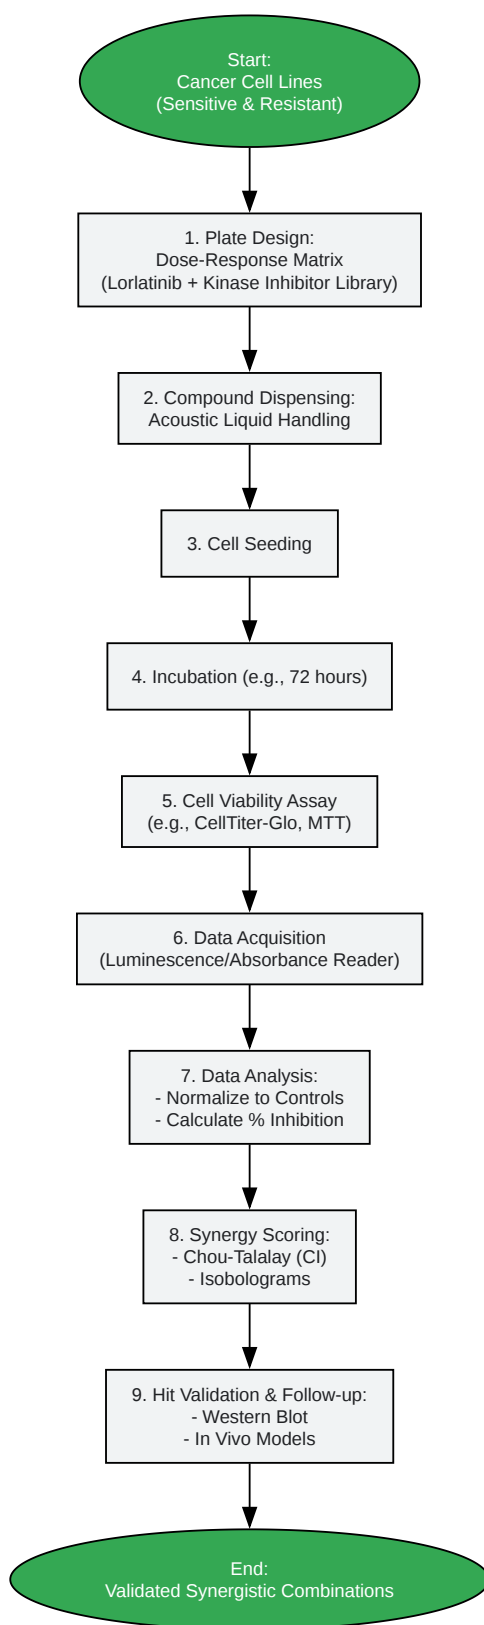 Start:
Cancer Cell Lines
(Sensitive & Resistant)
1. Plate Design:
Dose-Response Matrix
(Lorlatinib + Kinase Inhibitor Library)
2. Compound Dispensing:
Acoustic Liquid Handling
3. Cell Seeding
4. Incubation (e.g., 72 hours)
5. Cell Viability Assay
(e.g., CellTiter-Glo, MTT)
6. Data Acquisition
(Luminescence/Absorbance Reader)
7. Data Analysis:
- Normalize to Controls
- Calculate % Inhibition
8. Synergy Scoring:
- Chou-Talalay (CI)
- Isobolograms
9. Hit Validation & Follow-up:
- Western Blot
- In Vivo Models
End:
Validated Synergistic Combinations